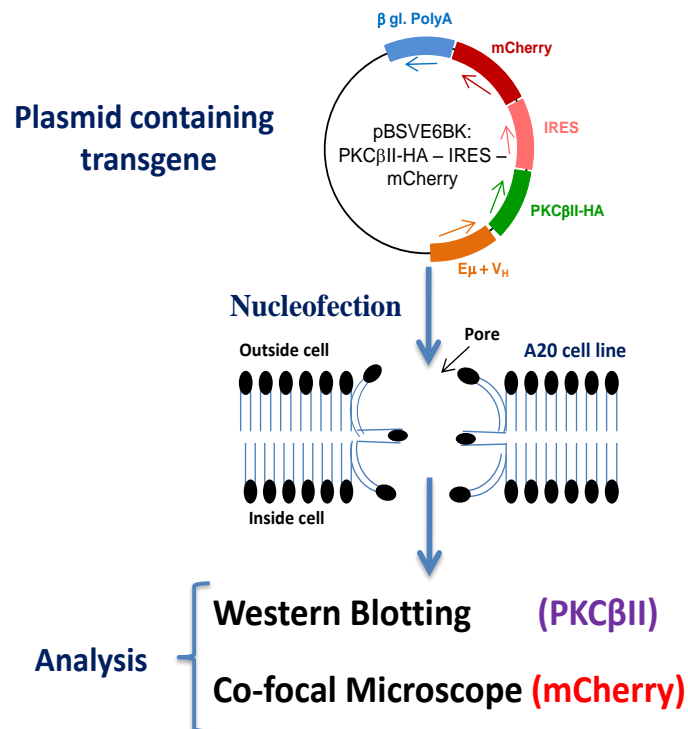 β gl. PolyA
mCherry
Plasmid containing
transgene
IRES
pBSVE6BK:
PKCβII-HA – IRES –
mCherry
PKCβII-HA
Eµ + VH
Nucleofection
Pore
Outside cell
A20 cell line
Inside cell
Western Blotting (PKCβII)
Analysis
Co-focal Microscope (mCherry)